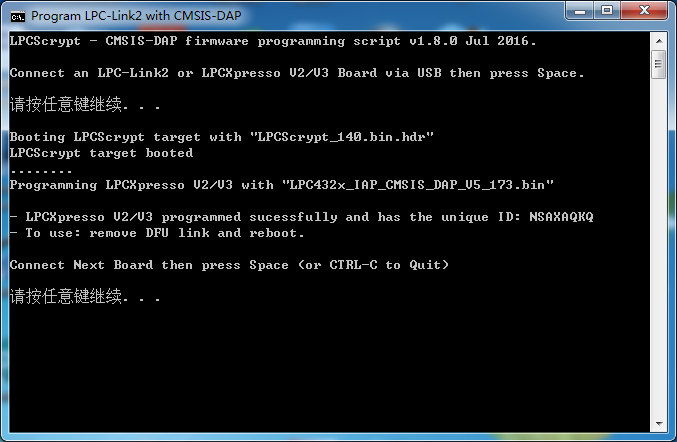 Program LPC-Link2 with CMSIS-DAP
LPCScrypt - CMSIS-DAP firmware programming script v1.8.0 Jul 2016.
Connect an LPC-Link2 or LPCXpresso V2/V3 Board via USB then press Space.
请按任意键继续. . .
Booting LPCScrypt target with "LPCScrypt_140.bin.hdr"
LPCScrypt target booted
........
Programming LPCXpresso V2/V3 with "LPC432x_IAP_CMSIS_DAP_V5_173.bin"
- LPCXpresso V2/V3 programmed sucessfully and has the unique ID: NSAXAQKQ
- To use: remove DFU link and reboot.
Connect Next Board then press Space (or CTRL-C to Quit)
请按任意键继续. . .